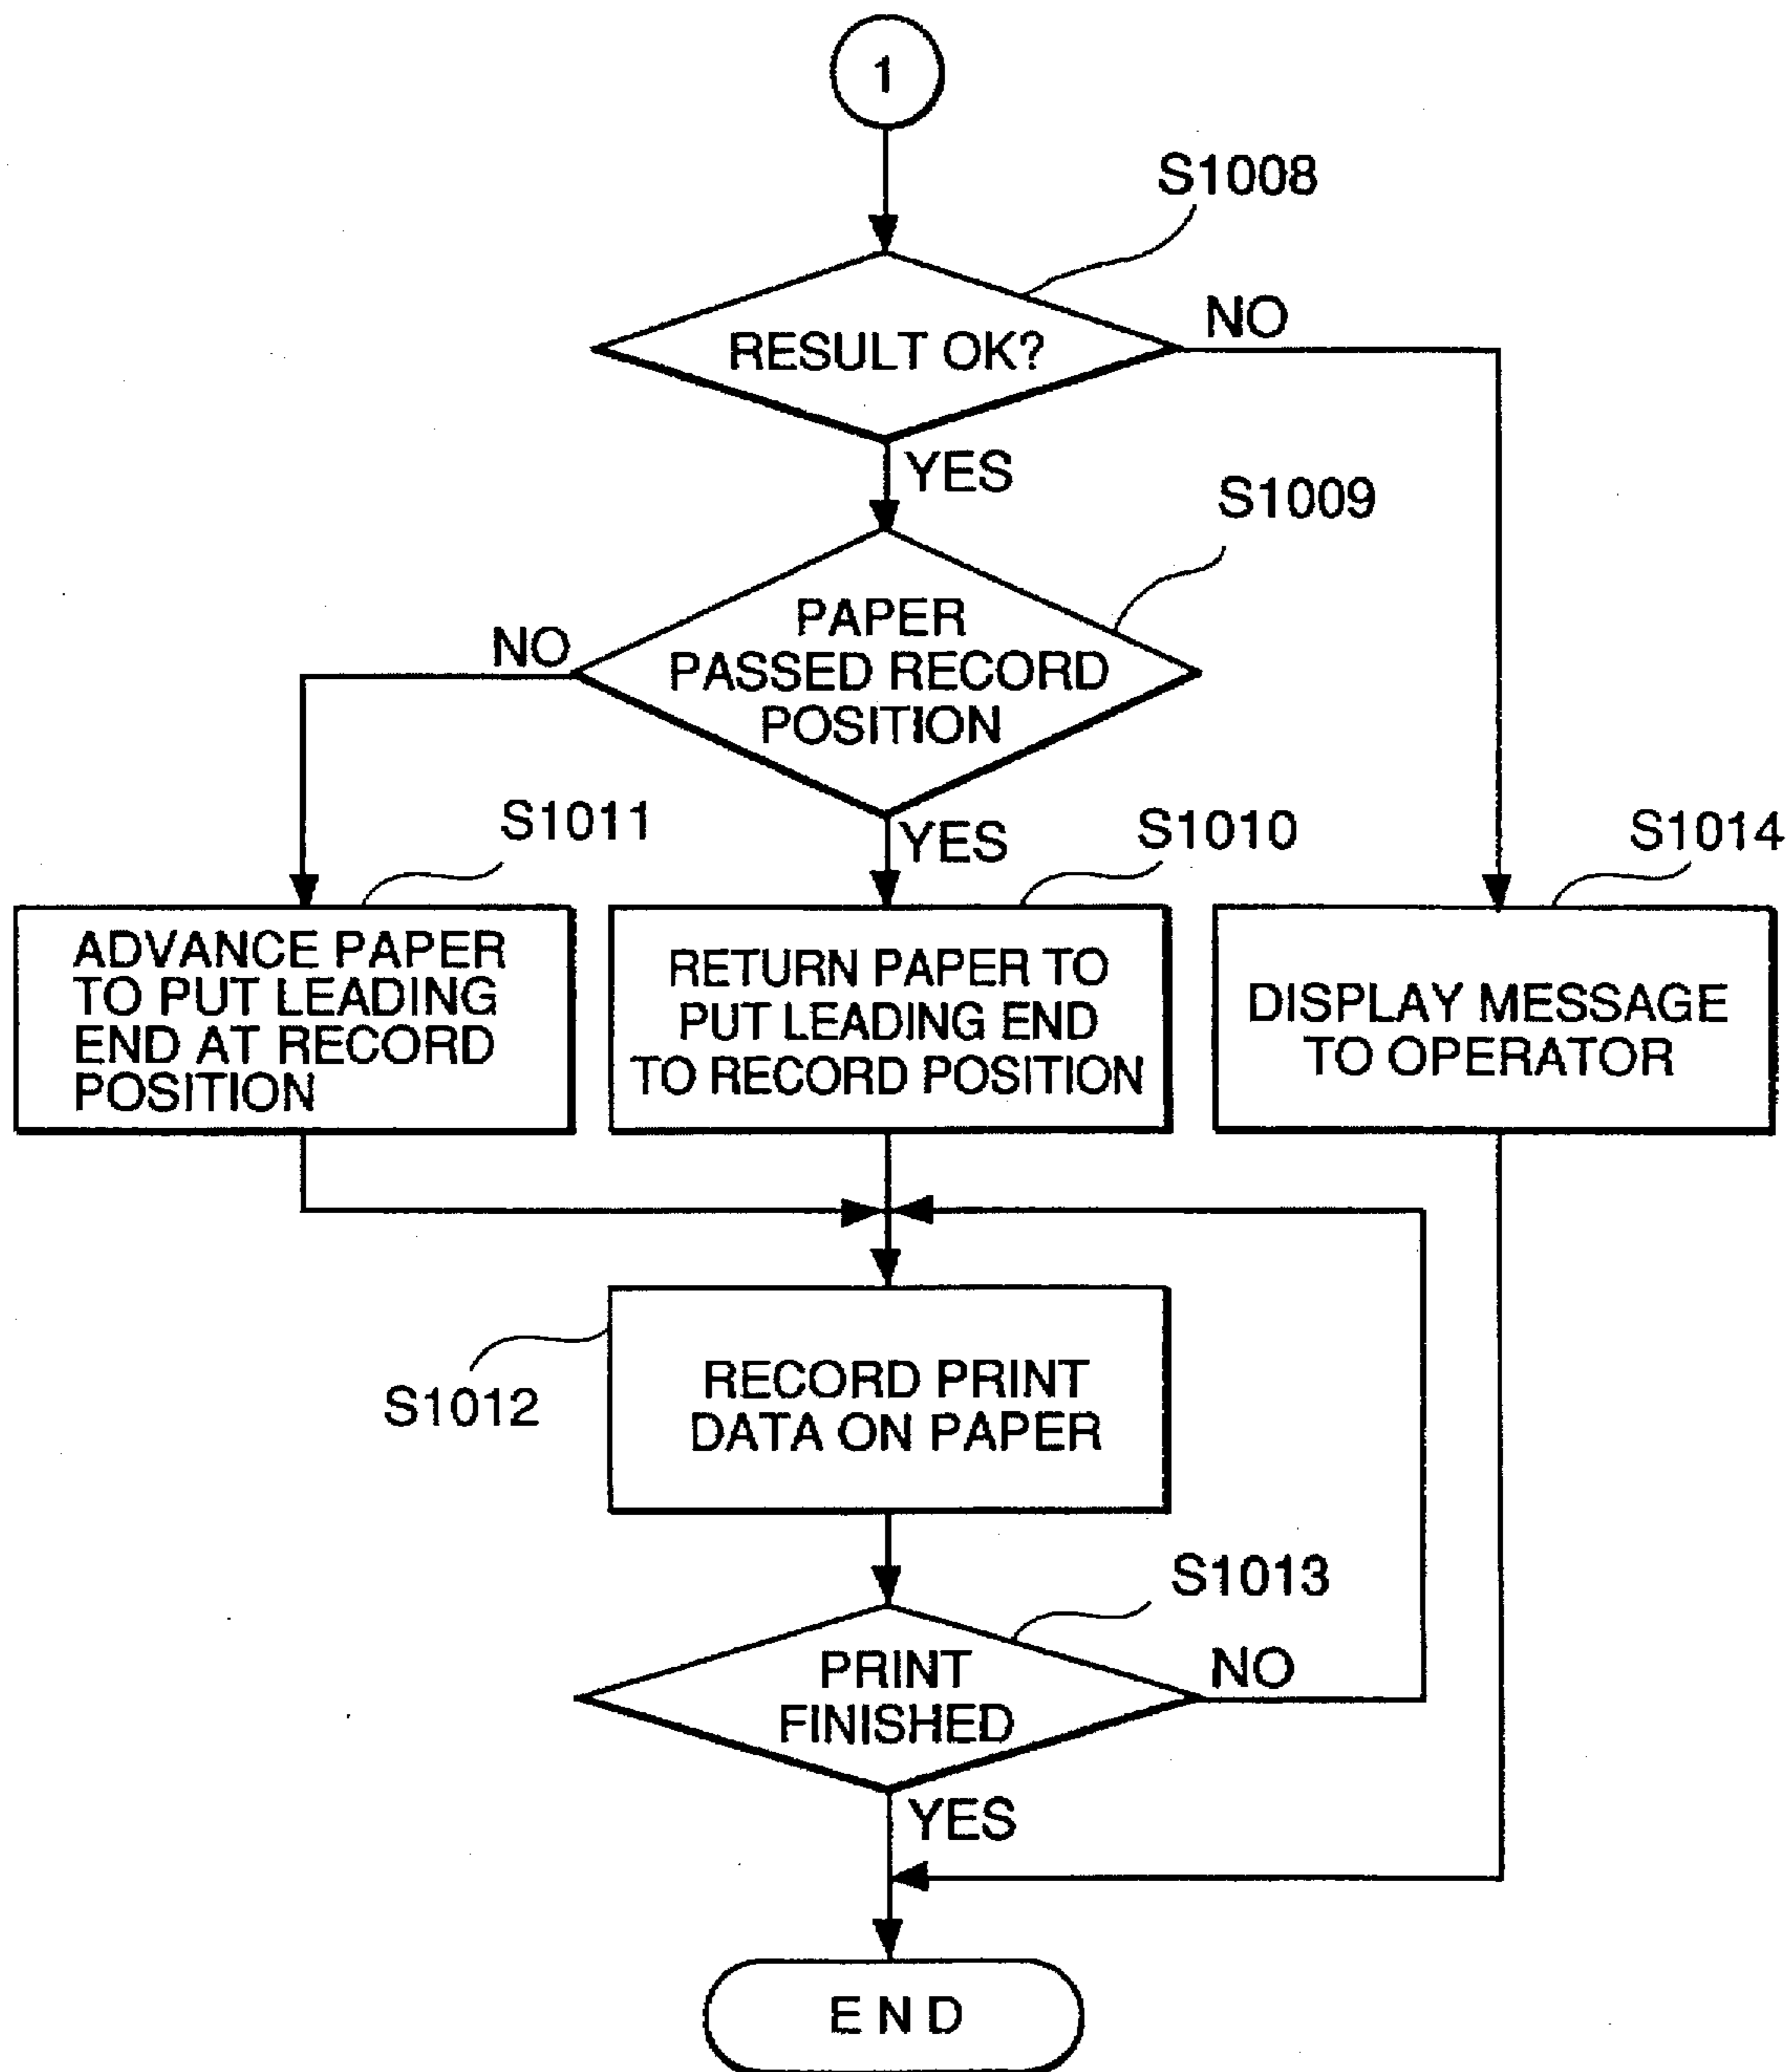 1
S1008
RESULT OK?
NO
YES
S1009
PAPER
PASSED RECORD
POSITION
NO
YES
S1011
ADVANCE PAPER
TO PUT LEADING
END AT RECORD
POSITION
S1010
RETURN PAPER TO
PUT LEADING END
TO RECORD POSITION
S1014
DISPLAY MESSAGE
TO OPERATOR
S1012
RECORD PRINT
DATA ON PAPER
S1013
PRINT
FINISHED
NO
YES
END